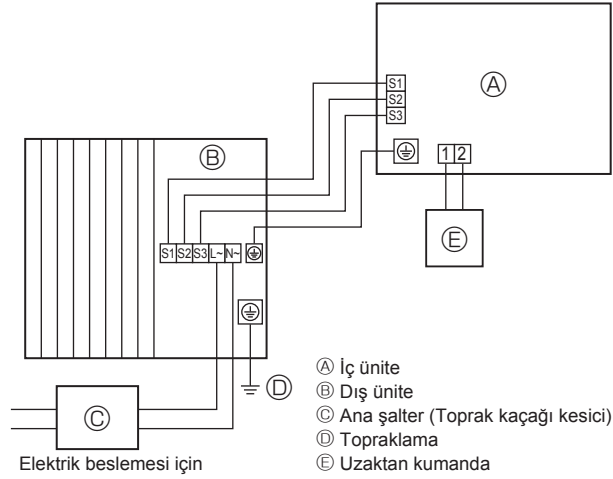 S1
S2
S3
Ⓐ
Ⓑ
1 2
Ⓔ
S1 S2 S3 L~ N~
Ⓓ
Ⓒ
Elektrik beslemesi için
Ⓐ İç ünite
Ⓑ Dış ünite
Ⓒ Ana şalter (Toprak kaçağı kesici)
Ⓓ Topraklama
Ⓔ Uzaktan kumanda